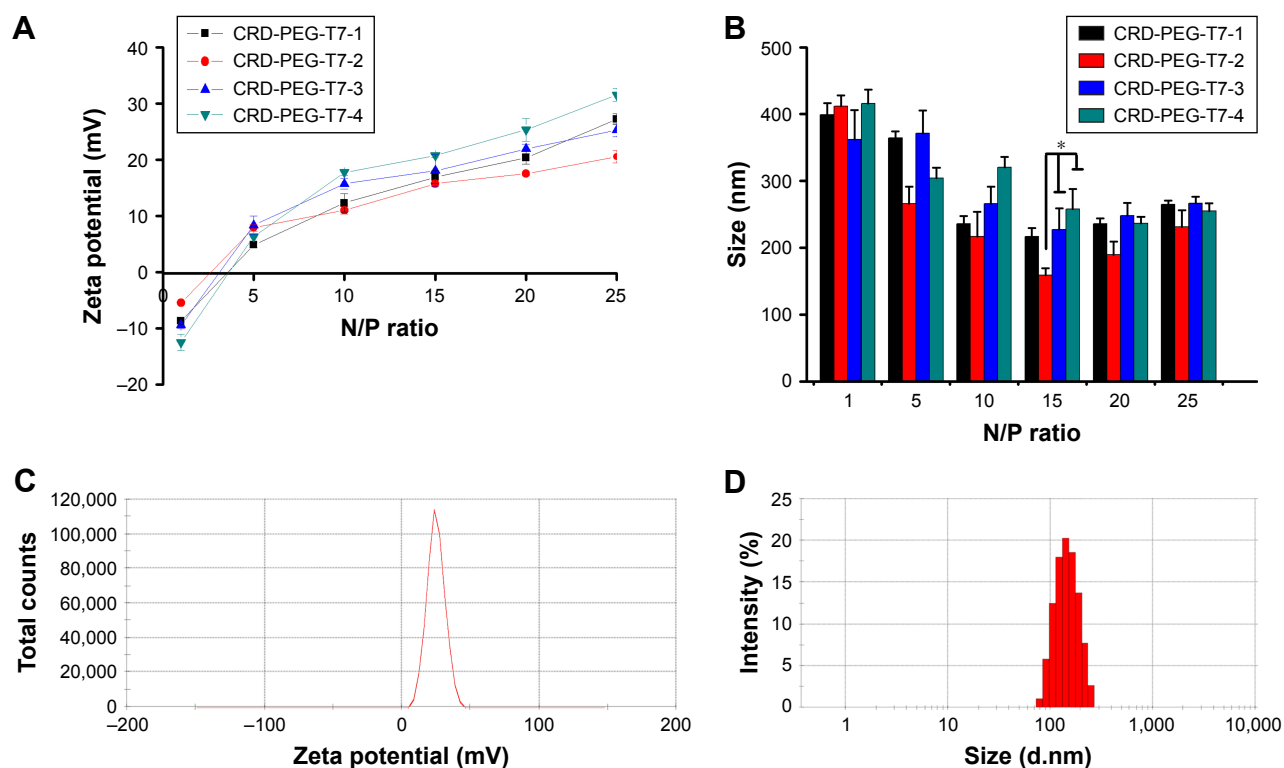 A
CRD-PEG-T7-1
CRD-PEG-T7-2
CRD-PEG-T7-3
CRD-PEG-T7-4
Zeta potential (mV)
40
30
20
10
0
–10
–20
0
5
10
15
20
25
N/P ratio
B
CRD-PEG-T7-1
CRD-PEG-T7-2
CRD-PEG-T7-3
CRD-PEG-T7-4
Size (nm)
500
400
300
200
100
0
*
1
5
10
15
20
25
N/P ratio
C
Total counts
120,000
100,000
80,000
60,000
40,000
20,000
0
–200
–100
0
100
200
Zeta potential (mV)
D
Intensity (%)
25
20
15
10
5
0
1
10
100
1,000
10,000
Size (d.nm)